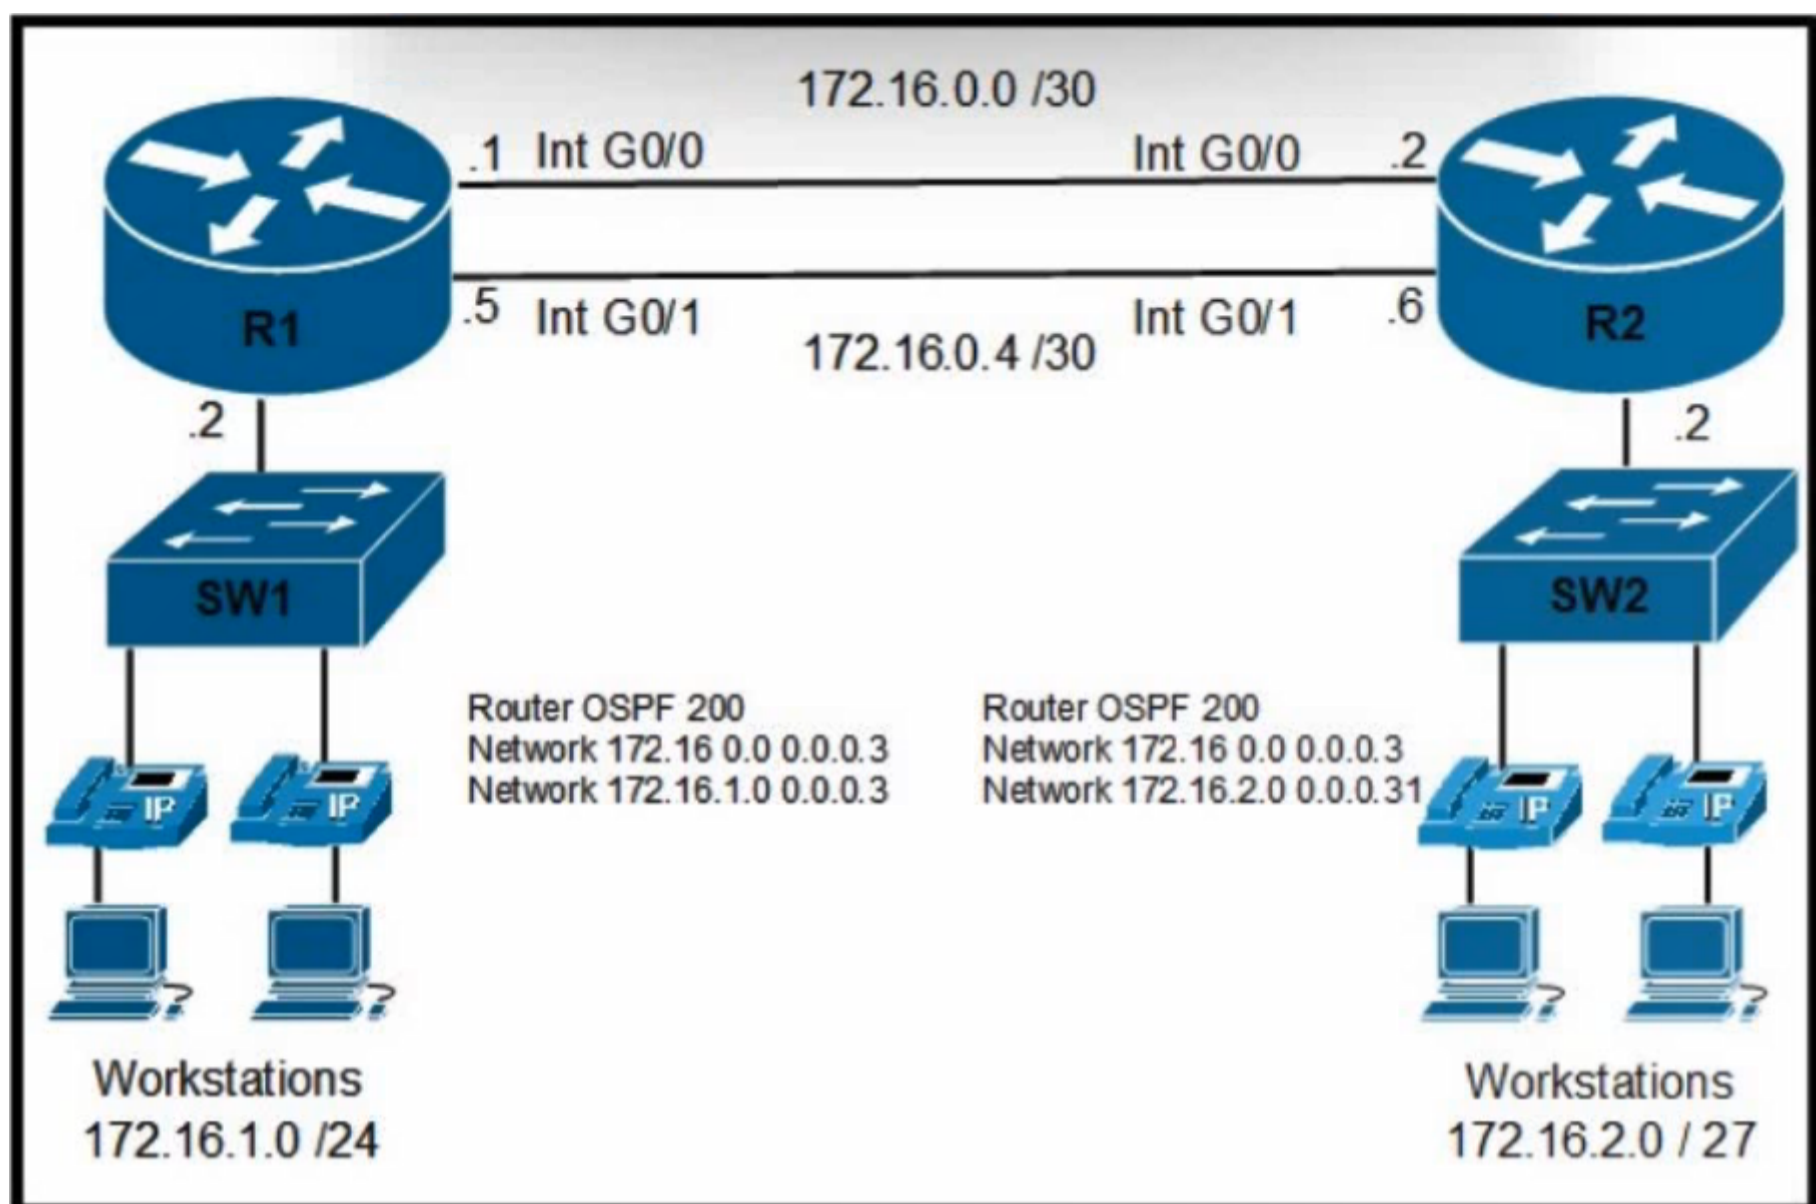 172.16.0.0 /30
.1 Int G0/0 Int G0/0 .2
.5 Int G0/1 Int G0/1 .6
172.16.0.4 /30
R1
R2
.2
.2
SW1
SW2
Router OSPF 200
Network 172.16 0.0 0.0.0.3
Network 172.16.1.0 0.0.0.3
Router OSPF 200
Network 172.16 0.0 0.0.0.3
Network 172.16.2.0 0.0.0.31
IP
IP
IP
IP
Workstations
172.16.1.0 /24
Workstations
172.16.2.0 / 27